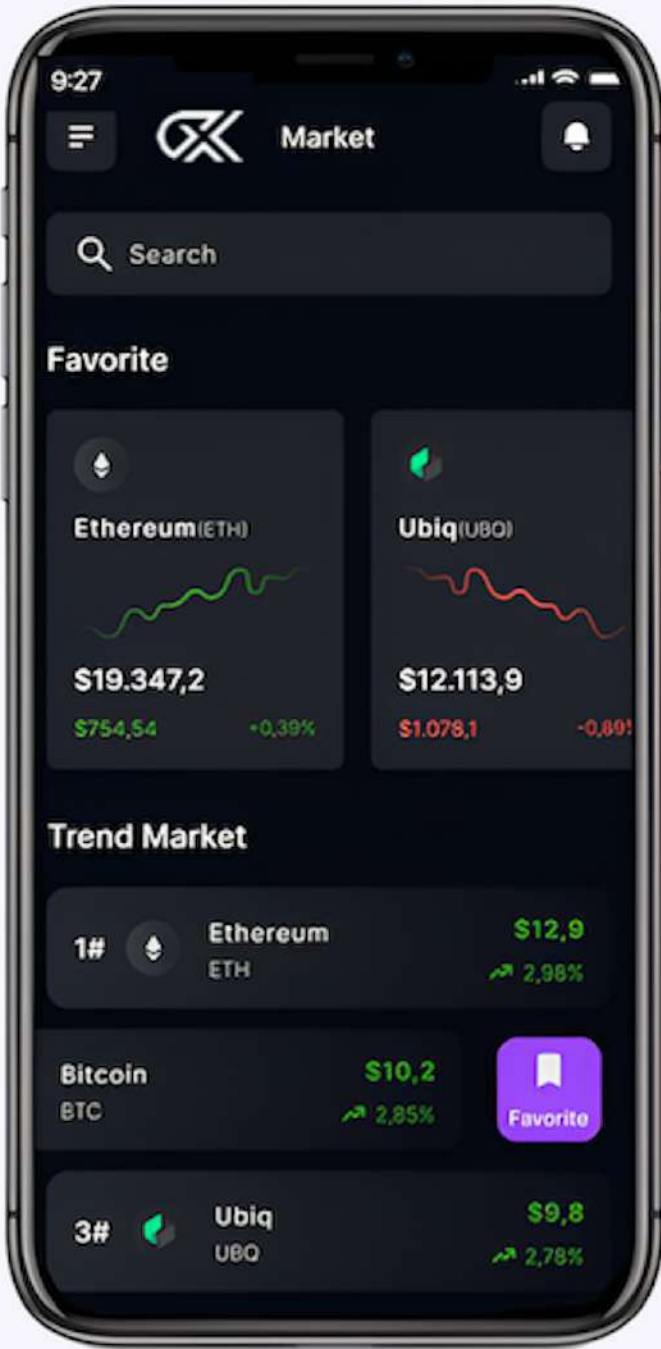 9:27
Market
Search
Favorite
Ethereum(ETH)
$19.347,2
$754,54 +0,39%
Ubiq(UBQ)
$12.113,9
$1.078,1 -0,89%
Trend Market
1# Ethereum $12,9
ETH 2,98%
Bitcoin $10,2
BTC 2,85%
Favorite
3# Ubiq $9,8
UBQ 2,78%